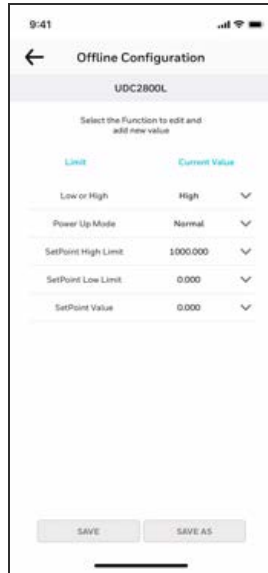 9:41
Offline Configuration
UDC2800L
Select the Function to edit and
add new value
Limit Current Value
Low or High High
Power Up Mode Normal
SetPoint High Limit 1000.000
SetPoint Low Limit 0.000
SetPoint Value 0.000
SAVE SAVE AS